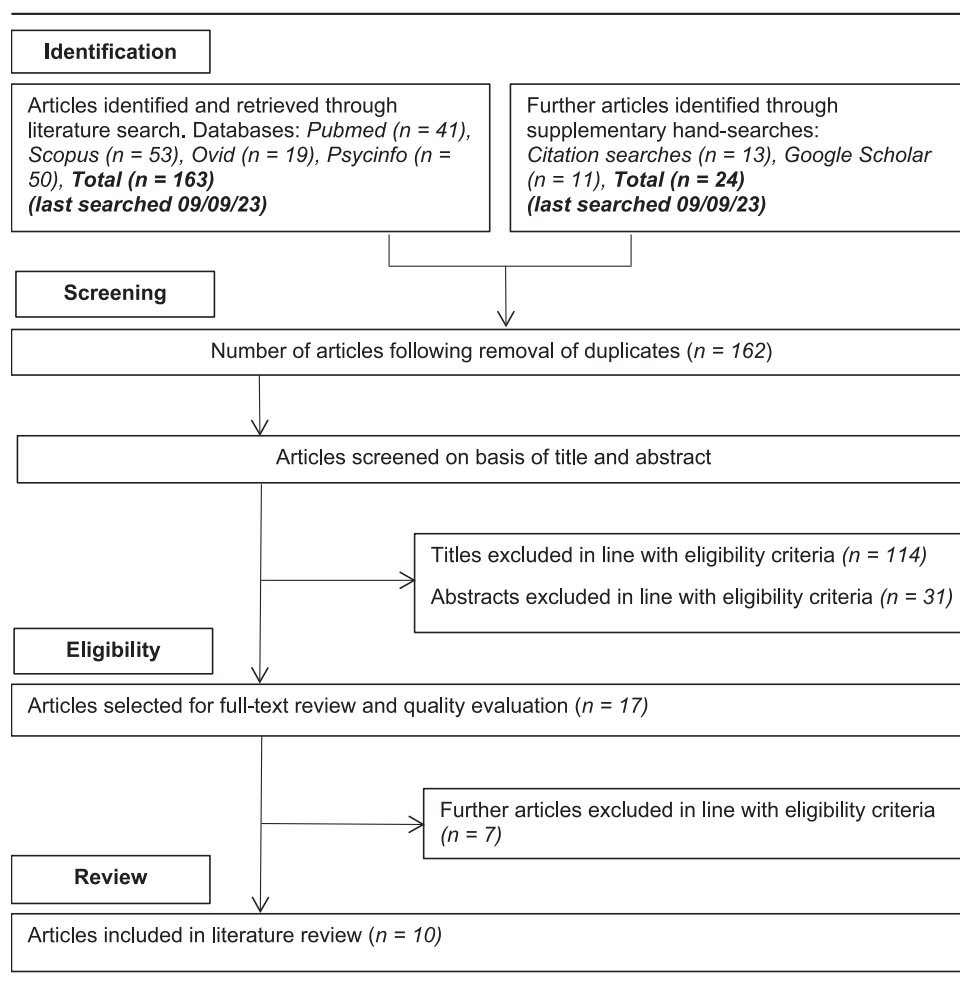 Identification
Articles identified and retrieved through
literature search. Databases: Pubmed (n = 41),
Scopus (n = 53), Ovid (n = 19), Psycinfo (n =
50), Total (n = 163)
(last searched 09/09/23)
Further articles identified through
supplementary hand-searches:
Citation searches (n = 13), Google Scholar
(n = 11), Total (n = 24)
(last searched 09/09/23)
Screening
Number of articles following removal of duplicates (n = 162)
Articles screened on basis of title and abstract
Titles excluded in line with eligibility criteria (n = 114)
Abstracts excluded in line with eligibility criteria (n = 31)
Eligibility
Articles selected for full-text review and quality evaluation (n = 17)
Further articles excluded in line with eligibility criteria
(n = 7)
Review
Articles included in literature review (n = 10)